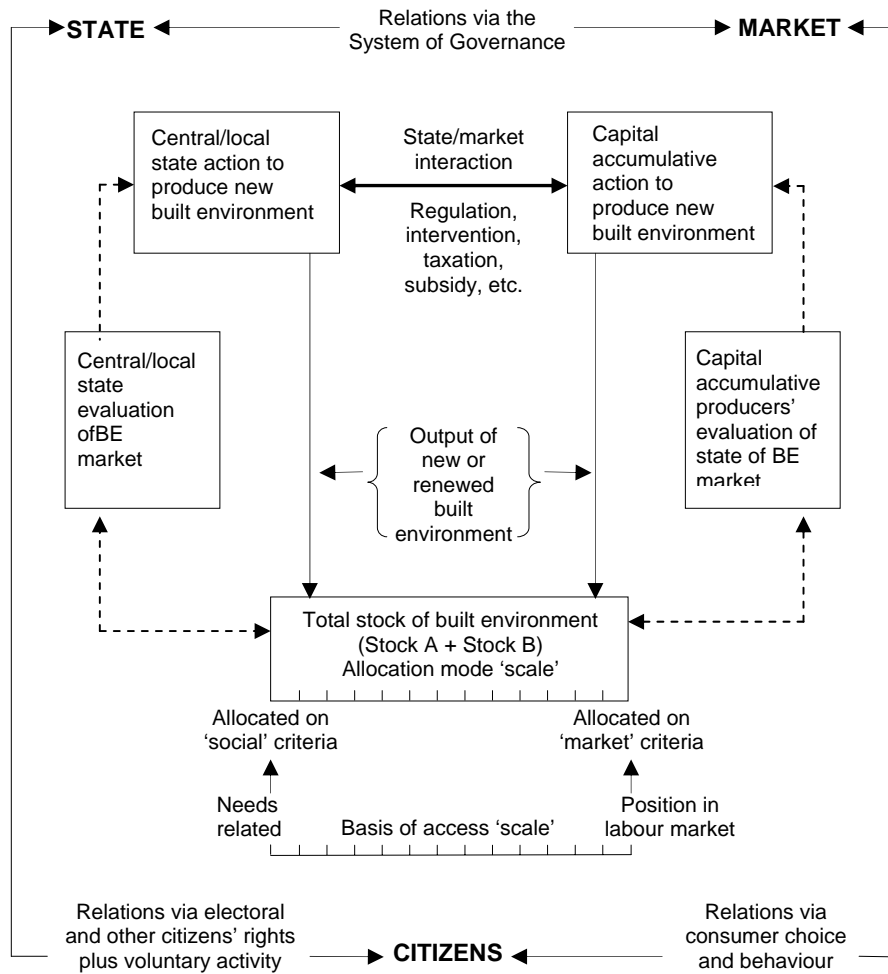 Relations via the
System of Governance
STATE
MARKET
Central/local
state action to
produce new
built environment
State/market
interaction
Regulation,
intervention,
taxation,
subsidy, etc.
Capital
accumulative
action to
produce new
built environment
Central/local
state
evaluation
ofBE
market
Capital
accumulative
producers’
evaluation of
state of BE
market
Output of
new or
renewed
built
environment
Total stock of built environment
(Stock A + Stock B)
Allocation mode ‘scale’
Allocated on
‘social’ criteria
Allocated on
‘market’ criteria
Needs
related
Basis of access ‘scale’
Position in
labour market
Relations via electoral
and other citizens’ rights
plus voluntary activity
CITIZENS
Relations via
consumer choice
and behaviour